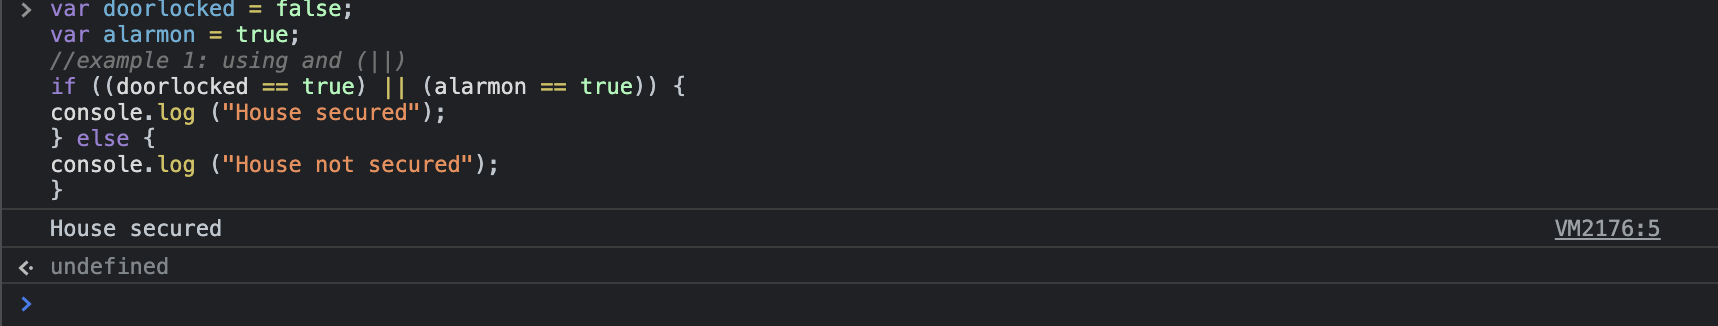 > var doorlocked = false;
var alarmon = true;
//example 1: using and (||)
if ((doorlocked == true) || (alarmon == true)) {
console.log ("House secured");
} else {
console.log ("House not secured");
}
House secured VM2176:5
undefined
>